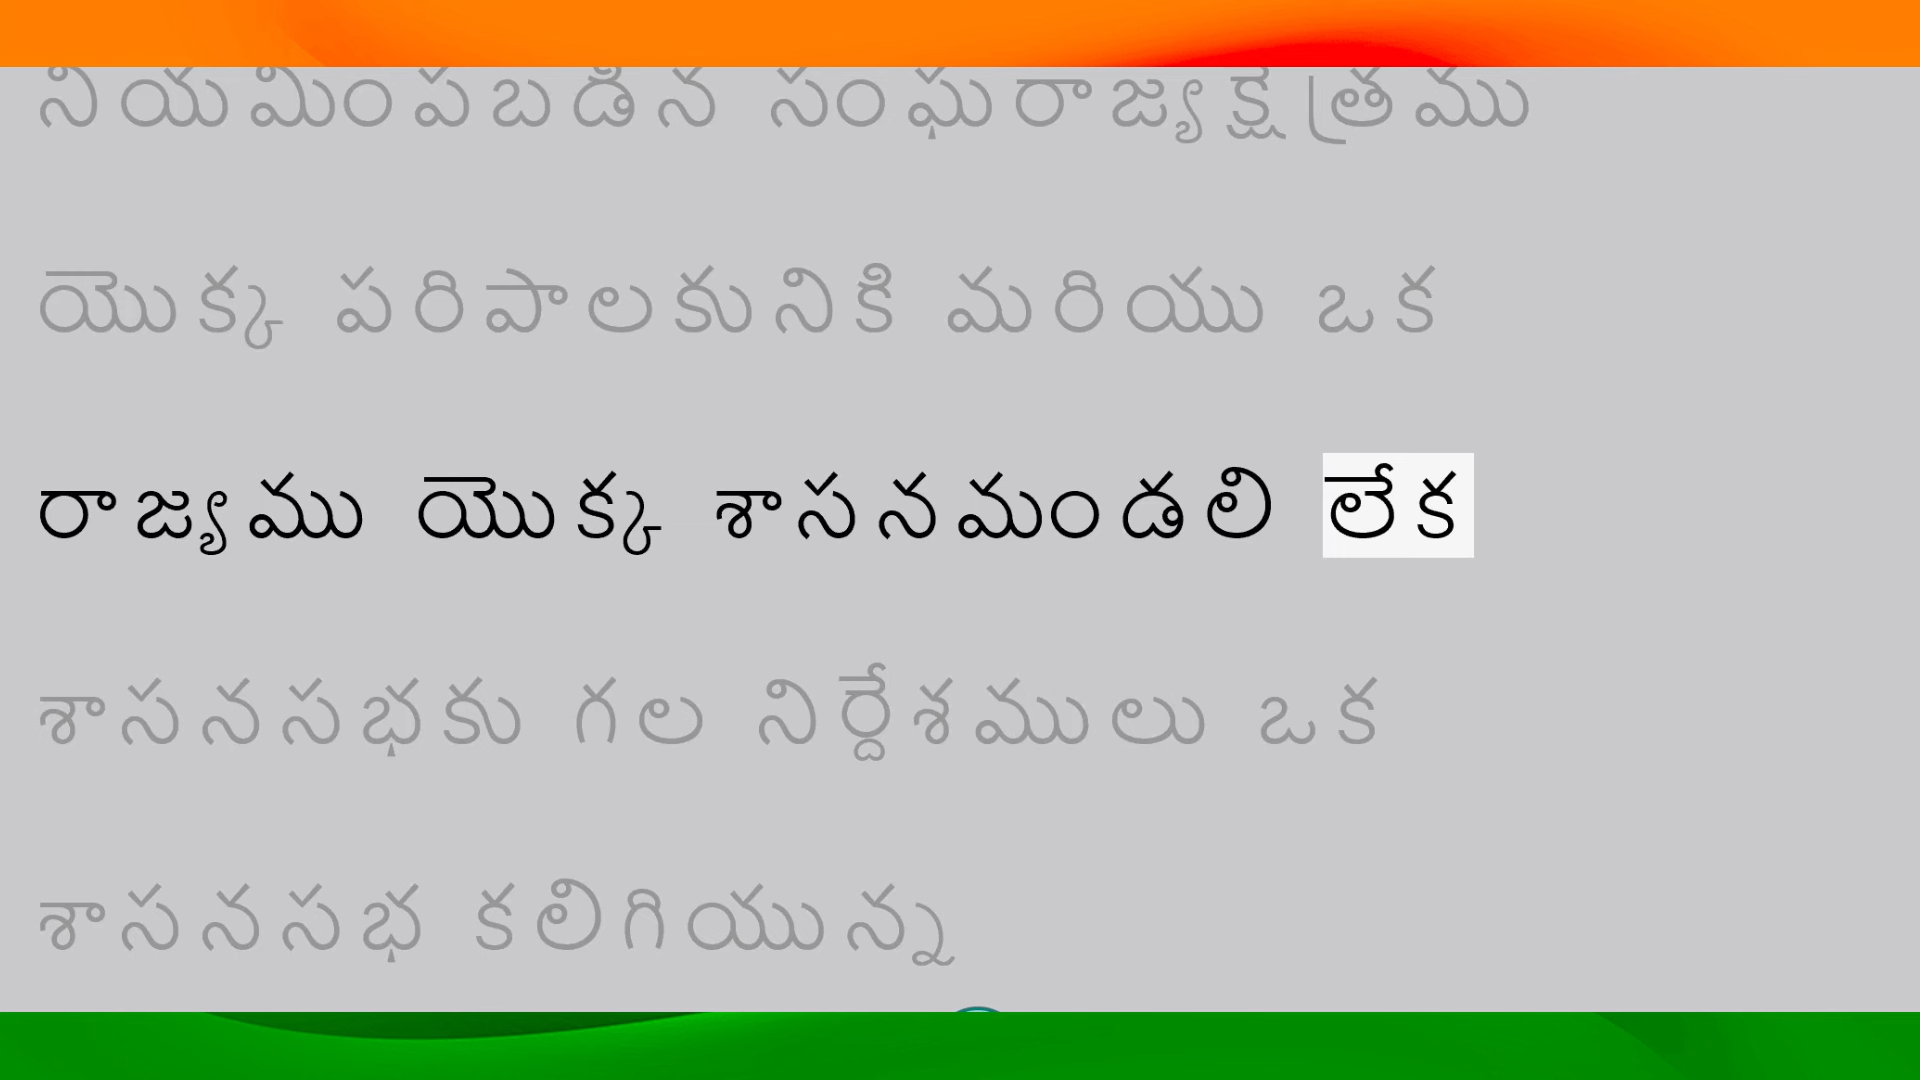 నియమింపబడిన సంఘరాజ్యక్షేత్రము
యొక్క పరిపాలకునికి మరియు ఒక
రాజ్యము యొక్క శాసనమండలి లేక
శాసనసభకు గల నిర్దేశములు ఒక
శాసనసభ కలిగియున్న